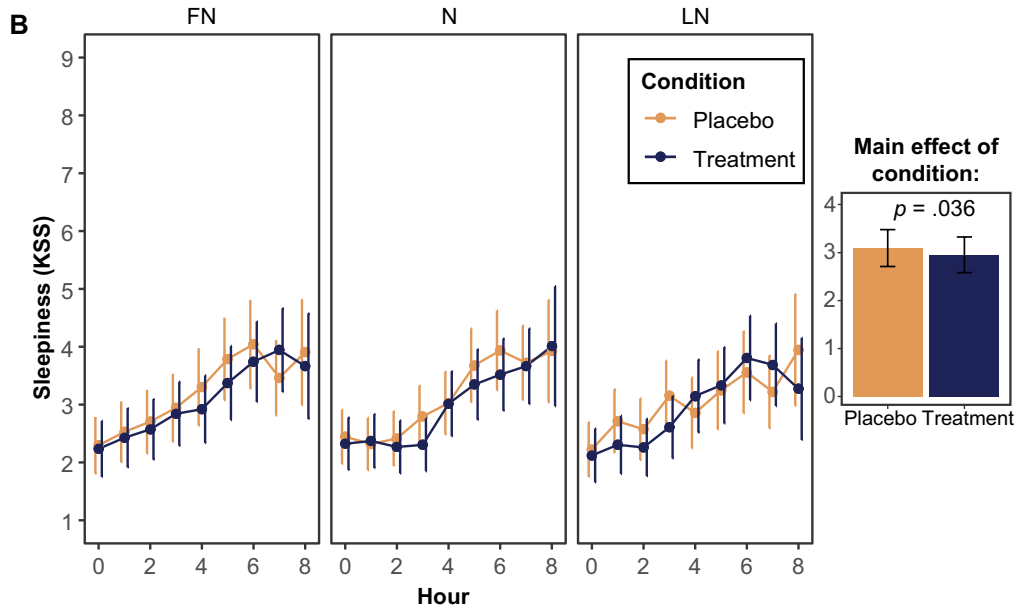 B
FN
N
LN
Sleepiness (KSS)
9
8
7
6
5
4
3
2
1
0 2 4 6 8
0 2 4 6 8
0 2 4 6 8
Hour
Condition
Placebo
Treatment
Main effect of
condition:
p = .036
4
3
2
1
0
Placebo Treatment